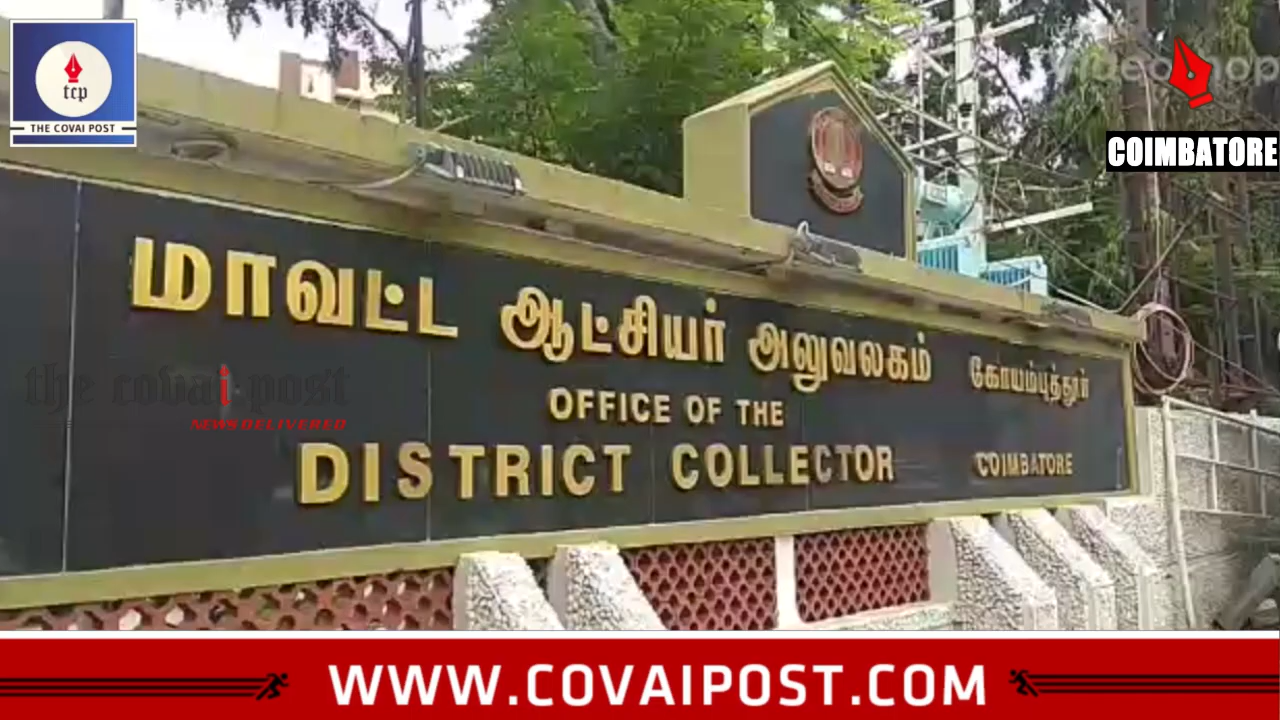 tcp
THE COVAI POST
COIMBATORE
மாவட்ட ஆட்சியர் அலுவலகம் கோயம்புத்தூர்
the covai post
NEWS DELIVERED
OFFICE OF THE
DISTRICT COLLECTOR COIMBATORE
WWW.COVAIPOST.COM